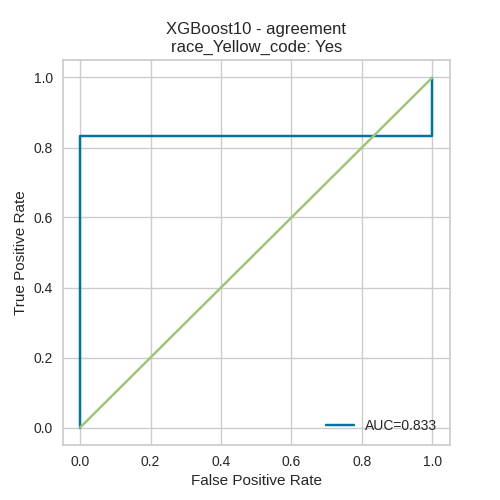 XGBoost10 - agreement
race_Yellow_code: Yes
1.0
0.8
0.6
0.4
0.2
0.0
True Positive Rate
AUC=0.833
0.0 0.2 0.4 0.6 0.8 1.0
False Positive Rate